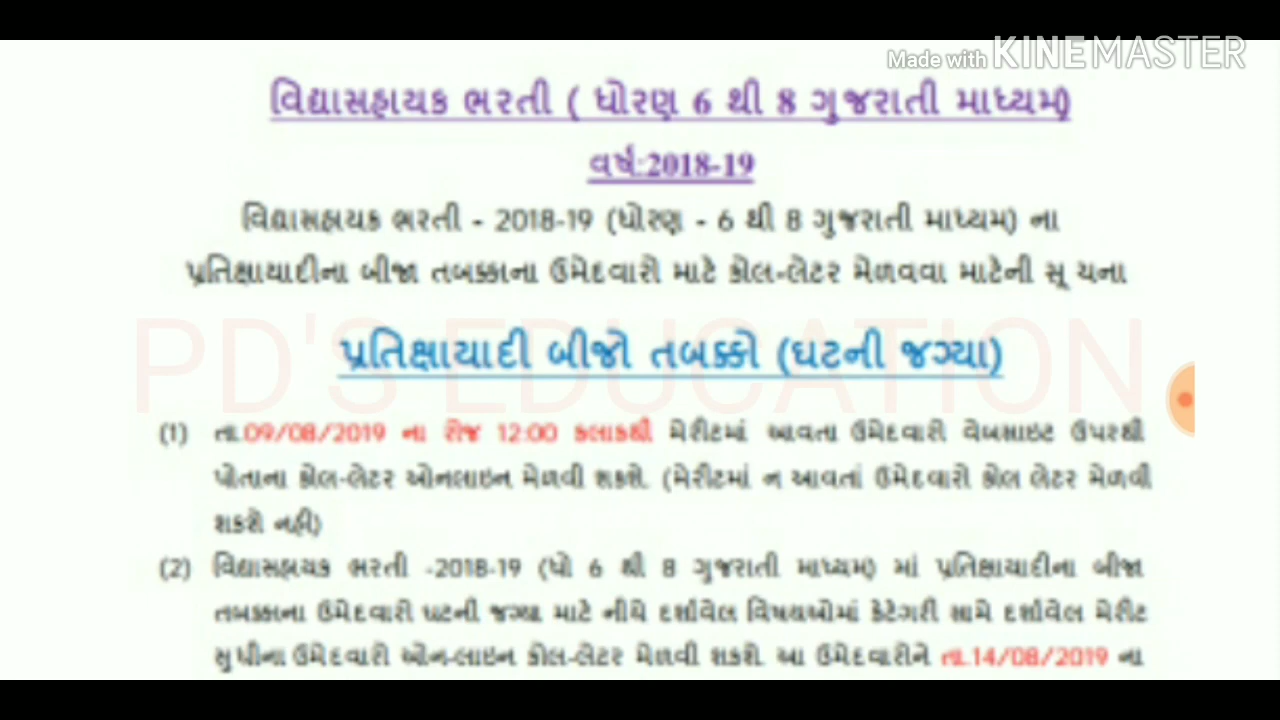 Made with KINEMASTER
વિદ્યાસહાયક ભરતી ( ધોરણ 6 થી 8 ગુજરાતી માધ્યમ)
વર્ષ:2018-19
વિદ્યાસહાયક ભરતી - 2018-19 (ધોરણ - 6 થી 8 ગુજરાતી માધ્યમ) ના
પ્રતિક્ષાયાદીના બીજા તબક્કાના ઉમેદવારો માટે કોલ-લેટર મેળવવા માટેની સૂ ચના
PD'S EDUCATION
પ્રતિક્ષાયાદી બીજો તબક્કો (ઘટની જગ્યા)
(1) તા.09/08/2019 ના રોજ 12:00 કલાકથી મેરીટમાં આવતા ઉમેદવારો વેબસાઇટ ઉપરથી
પોતાના કોલ-લેટર ઓનલાઇન મેળવી શકશે. (મેરીટમાં ન આવતાં ઉમેદવારો કોલ લેટર મેળવી
શકશે નહી)
(2) વિદ્યાસહાયક ભરતી -2018-19 (ધો 6 થી 8 ગુજરાતી માધ્યમ) માં પ્રતિક્ષાયાદીના બીજા
તબક્કાના ઉમેદવારો ઘટની જગ્યા માટે નીચે દર્શાવેલ વિષયઓમાં કેટેગરી સામે દર્શાવેલ મેરીટ
સુ ધીના ઉમેદવારો ઓન-લાઇન કોલ-લેટર મેળવી શકશે. આ ઉમેદવારોને તા.14/08/2019 ના